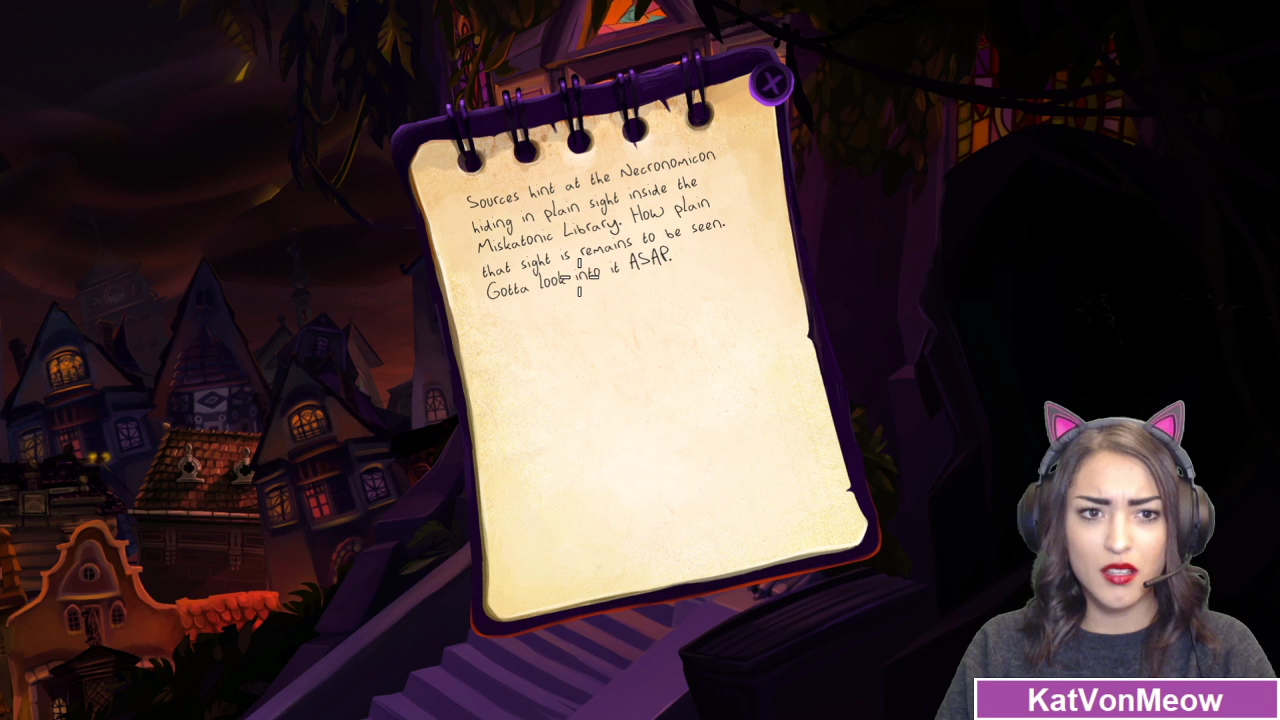 Sources hint at the Necronomicon
hiding in plain sight inside the
Miskatonic Library. How plain
that sight is remains to be seen.
Gotta look into it ASAP.
KatVonMeow